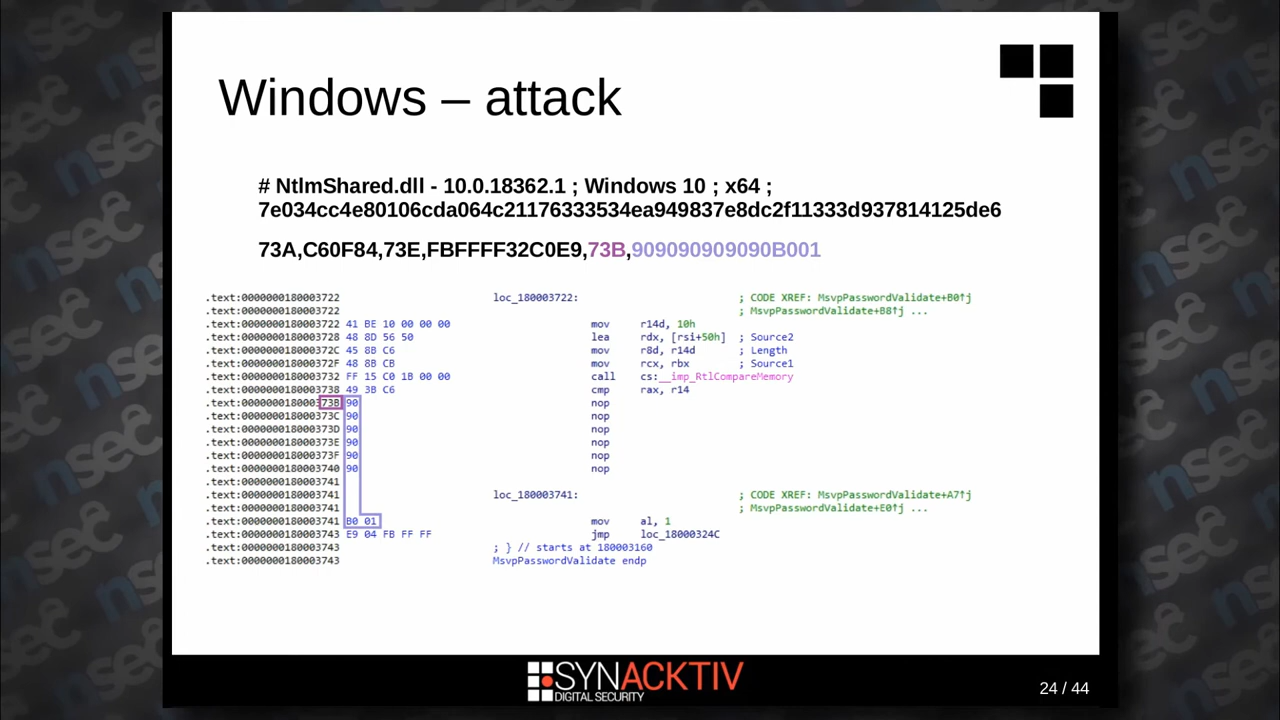 Windows – attack
# NtlmShared.dll - 10.0.18362.1 ; Windows 10 ; x64 ;
7e034cc4e80106cda064c21176333534ea949837e8dc2f11333d937814125de6
73A,C60F84,73E,FBFFFF32C0E9,73B,909090909090B001
.text:0000000180003722 loc_180003722: ; CODE XREF: MsvpPasswordValidate+B0↑j
.text:0000000180003722 ; MsvpPasswordValidate+B8↑j ...
.text:0000000180003722 41 BE 10 00 00 00 mov r14d, 10h
.text:0000000180003728 48 8D 56 50 lea rdx, [rsi+50h] ; Source2
.text:000000018000372C 45 8B C6 mov r8d, r14d ; Length
.text:000000018000372F 48 8B CB mov rcx, rbx ; Source1
.text:0000000180003732 FF 15 C0 1B 00 00 call cs:__imp_RtlCompareMemory
.text:0000000180003738 49 3B C6 cmp rax, r14
.text:000000018000373B 90 nop
.text:000000018000373C 90 nop
.text:000000018000373D 90 nop
.text:000000018000373E 90 nop
.text:000000018000373F 90 nop
.text:0000000180003740 90 nop
.text:0000000180003741
.text:0000000180003741 loc_180003741: ; CODE XREF: MsvpPasswordValidate+A7↑j
.text:0000000180003741 ; MsvpPasswordValidate+E0↑j ...
.text:0000000180003741 B0 01 mov al, 1
.text:0000000180003743 E9 04 FB FF FF jmp loc_18000324C
.text:0000000180003743 ; } // starts at 180003160
.text:0000000180003743 MsvpPasswordValidate endp
SYNACKTIV
DIGITAL SECURITY
24 / 44